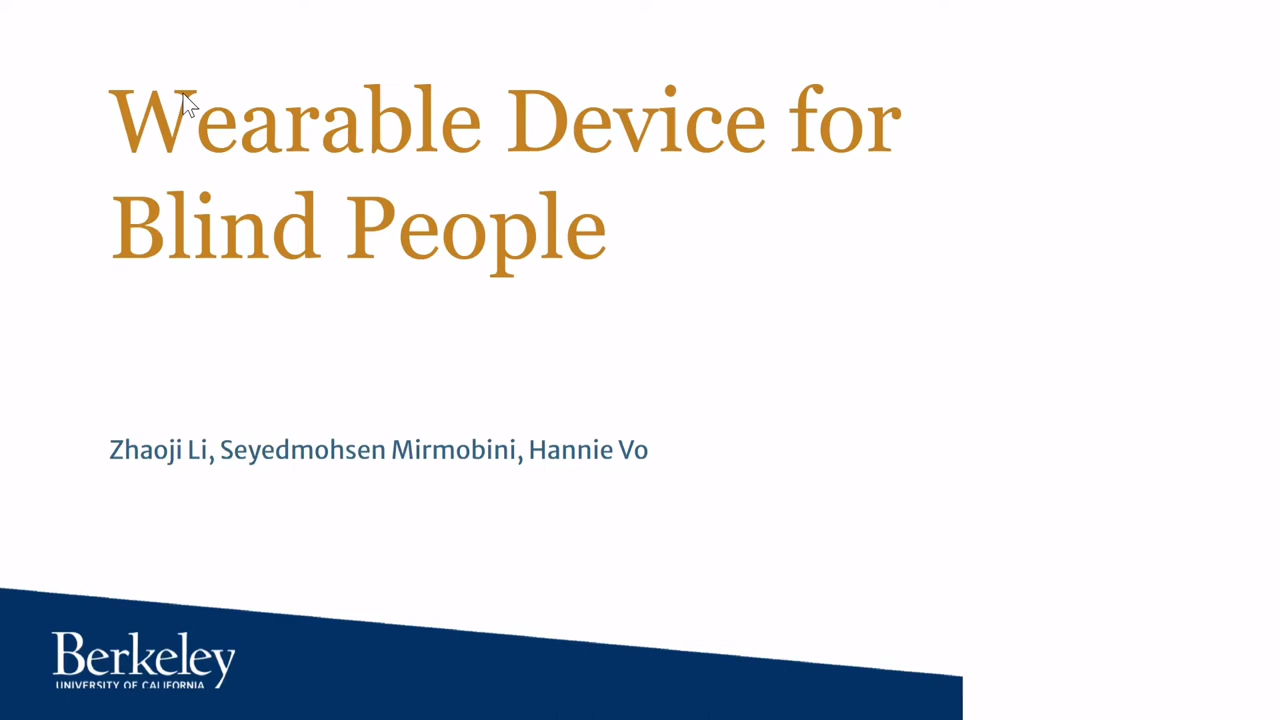 Wearable Device for
Blind People
Zhaoji Li, Seyedmohsen Mirmobini, Hannie Vo
Berkeley
UNIVERSITY OF CALIFORNIA